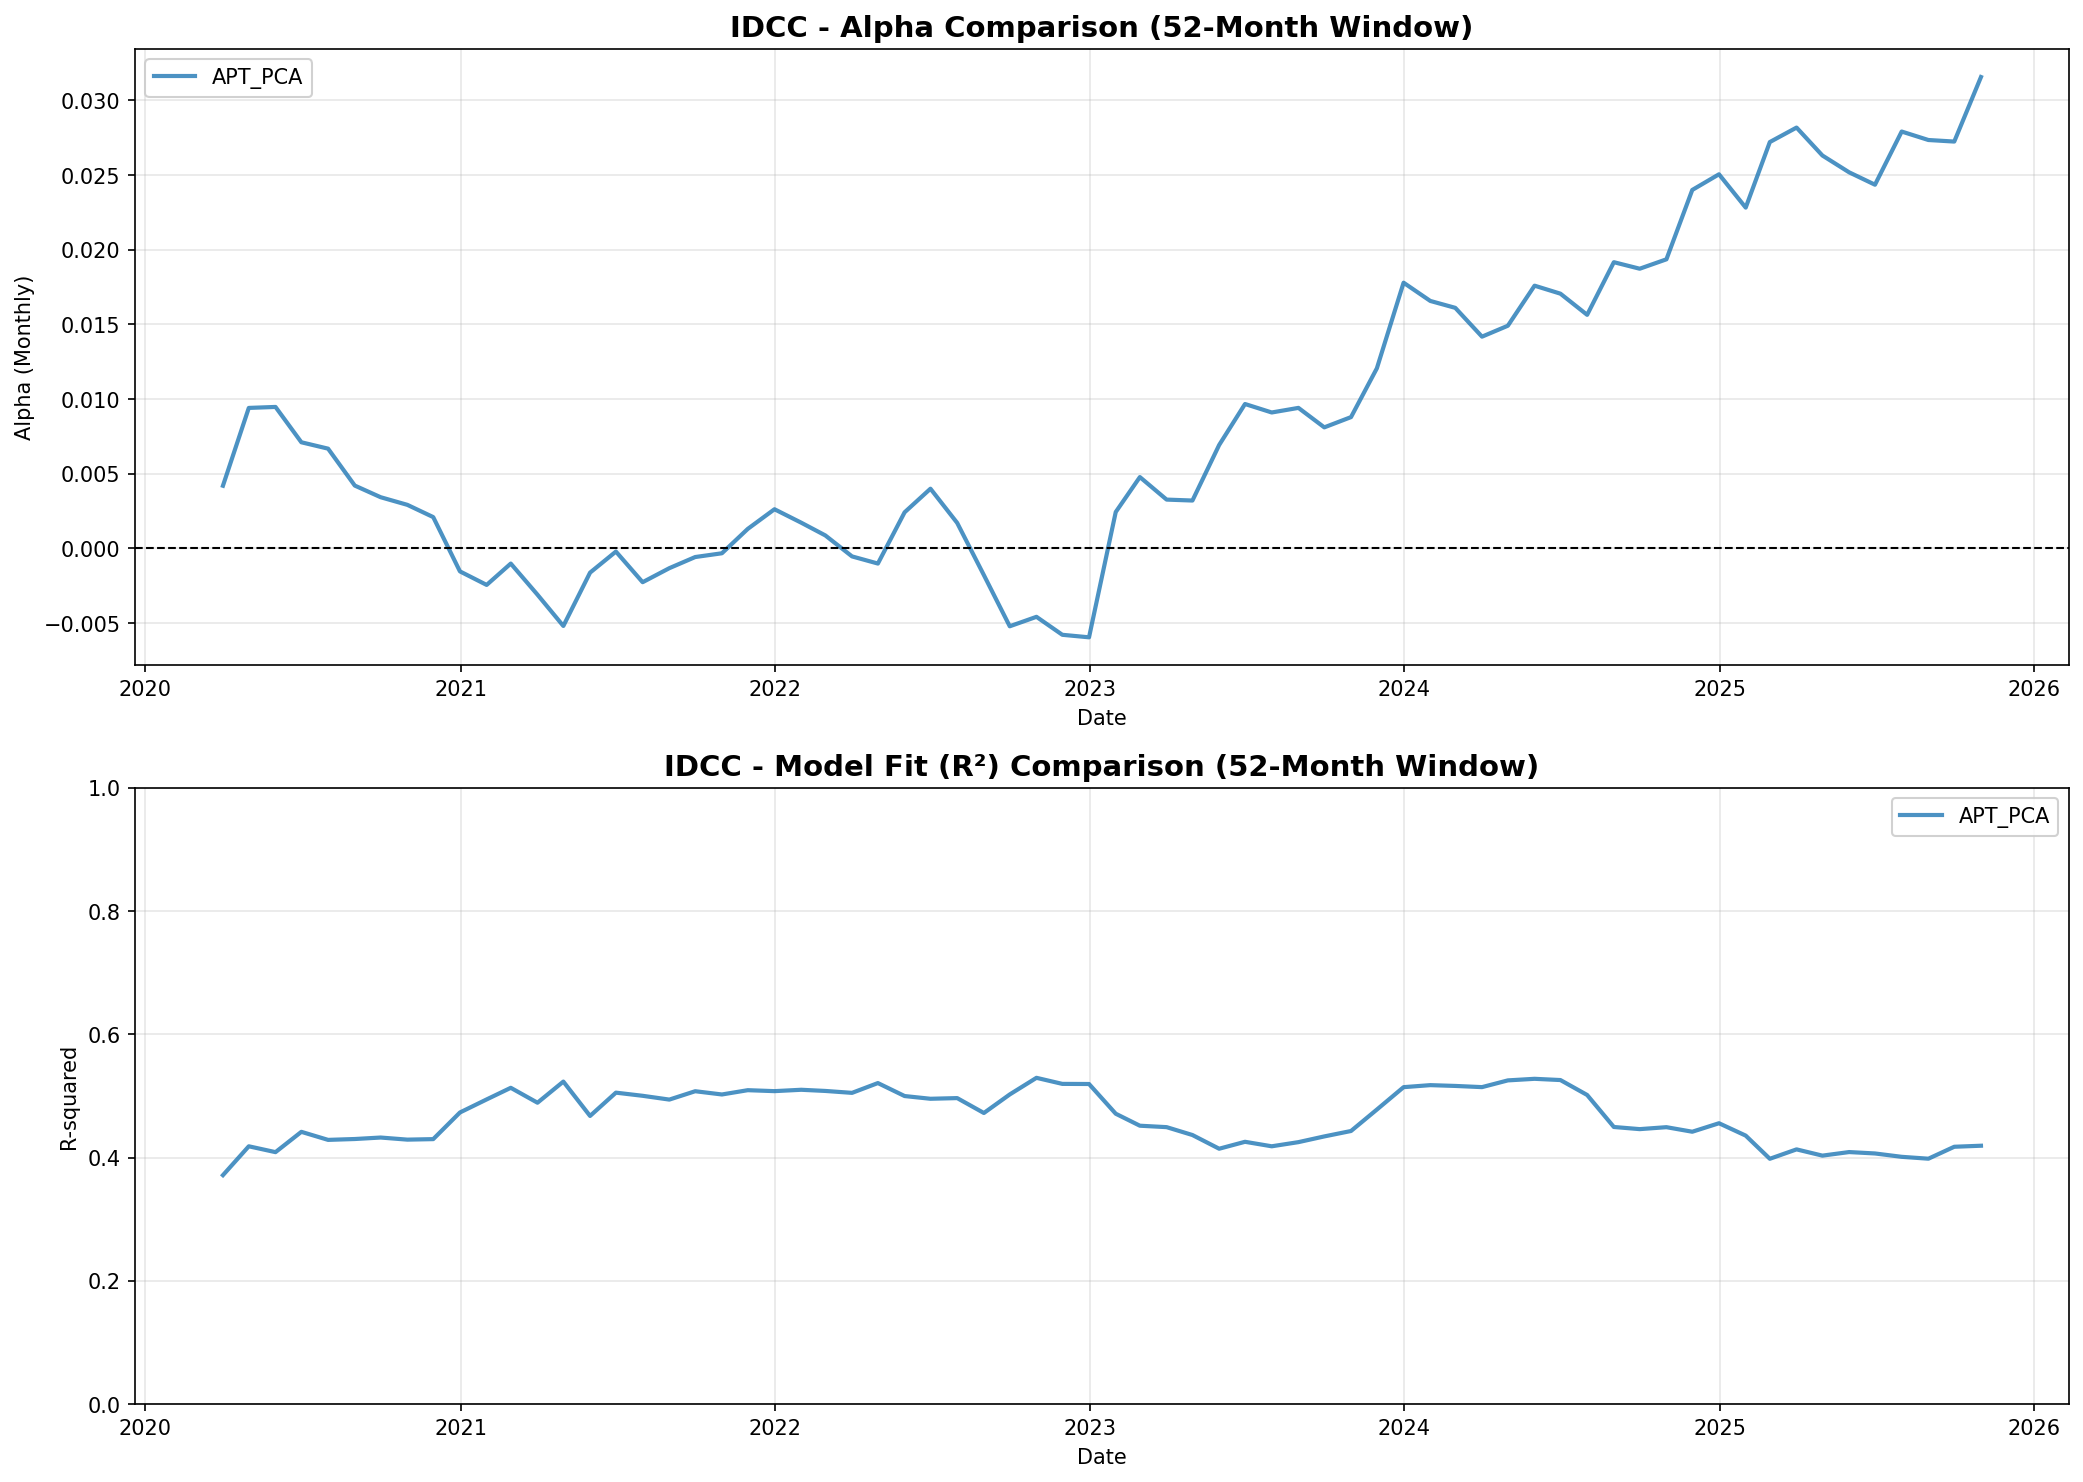 IDCC - Alpha Comparison (52-Month Window)
APT_PCA
Alpha (Monthly)
0.030
0.025
0.020
0.015
0.010
0.005
0.000
−0.005
2020 2021 2022 2023 2024 2025 2026
Date
IDCC - Model Fit (R²) Comparison (52-Month Window)
APT_PCA
R-squared
1.0
0.8
0.6
0.4
0.2
0.0
2020 2021 2022 2023 2024 2025 2026
Date